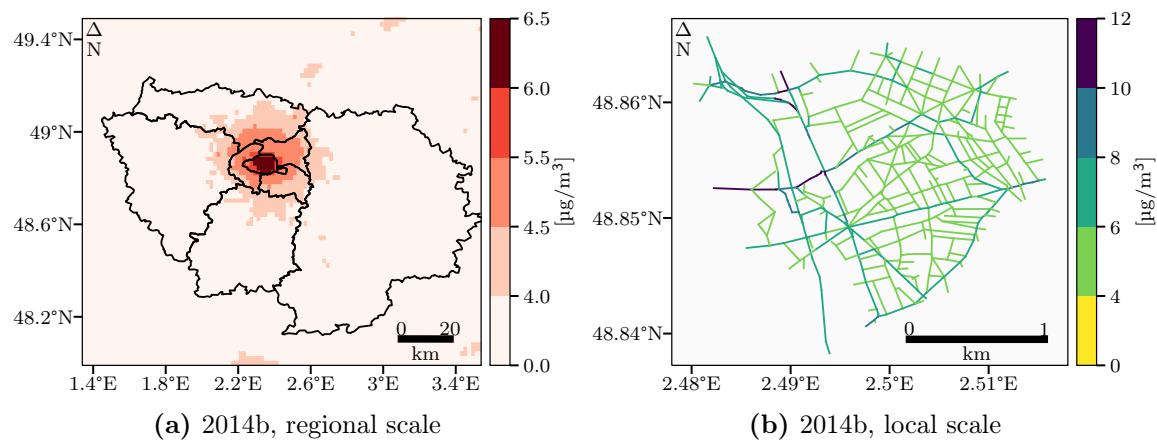 Δ
N
49.4°N
49°N
48.6°N
48.2°N
1.4°E 1.8°E 2.2°E 2.6°E 3°E 3.4°E
0 20
km
6.5
6.0
5.5
4.5
4.0
0.0
[µg/m³]
(a) 2014b, regional scale
Δ
N
48.86°N
48.85°N
48.84°N
2.48°E 2.49°E 2.5°E 2.51°E
0 1
km
12
10
8
6
4
0
[µg/m³]
(b) 2014b, local scale